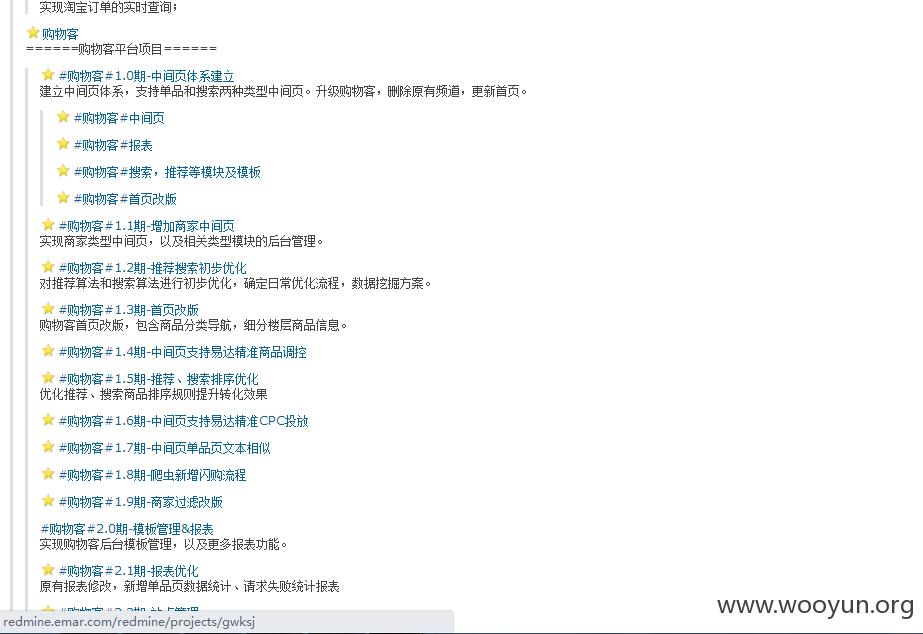 实现淘宝订单的实时查询；
购物客
======购物客平台项目======
#购物客#1.0期-中间页体系建立
建立中间页体系，支持单品和搜索两种类型中间页。升级购物客，删除原有频道，更新首页。
#购物客#中间页
#购物客#报表
#购物客#搜索，推荐等模块及模板
#购物客#首页改版
#购物客#1.1期-增加商家中间页
实现商家类型中间页，以及相关类型模块的后台管理。
#购物客#1.2期-推荐搜索初步优化
对推荐算法和搜索算法进行初步优化，确定日常优化流程，数据挖掘方案。
#购物客#1.3期-首页改版
购物客首页改版，包含商品分类导航，细分楼层商品信息。
#购物客#1.4期-中间页支持易达精准商品调控
#购物客#1.5期-推荐、搜索排序优化
优化推荐、搜索商品排序规则提升转化效果
#购物客#1.6期-中间页支持易达精准CPC投放
#购物客#1.7期-中间页单品页文本相似
#购物客#1.8期-爬虫新增闪购流程
#购物客#1.9期-商家过滤改版
#购物客#2.0期-模板管理&报表
实现购物客后台模板管理，以及更多报表功能。
#购物客#2.1期-报表优化
原有报表修改，新增单品页数据统计、请求失败统计报表
#购物客#2.2期-站点管理
www.wooyun.org
redmine.emar.com/redmine/projects/gwksj